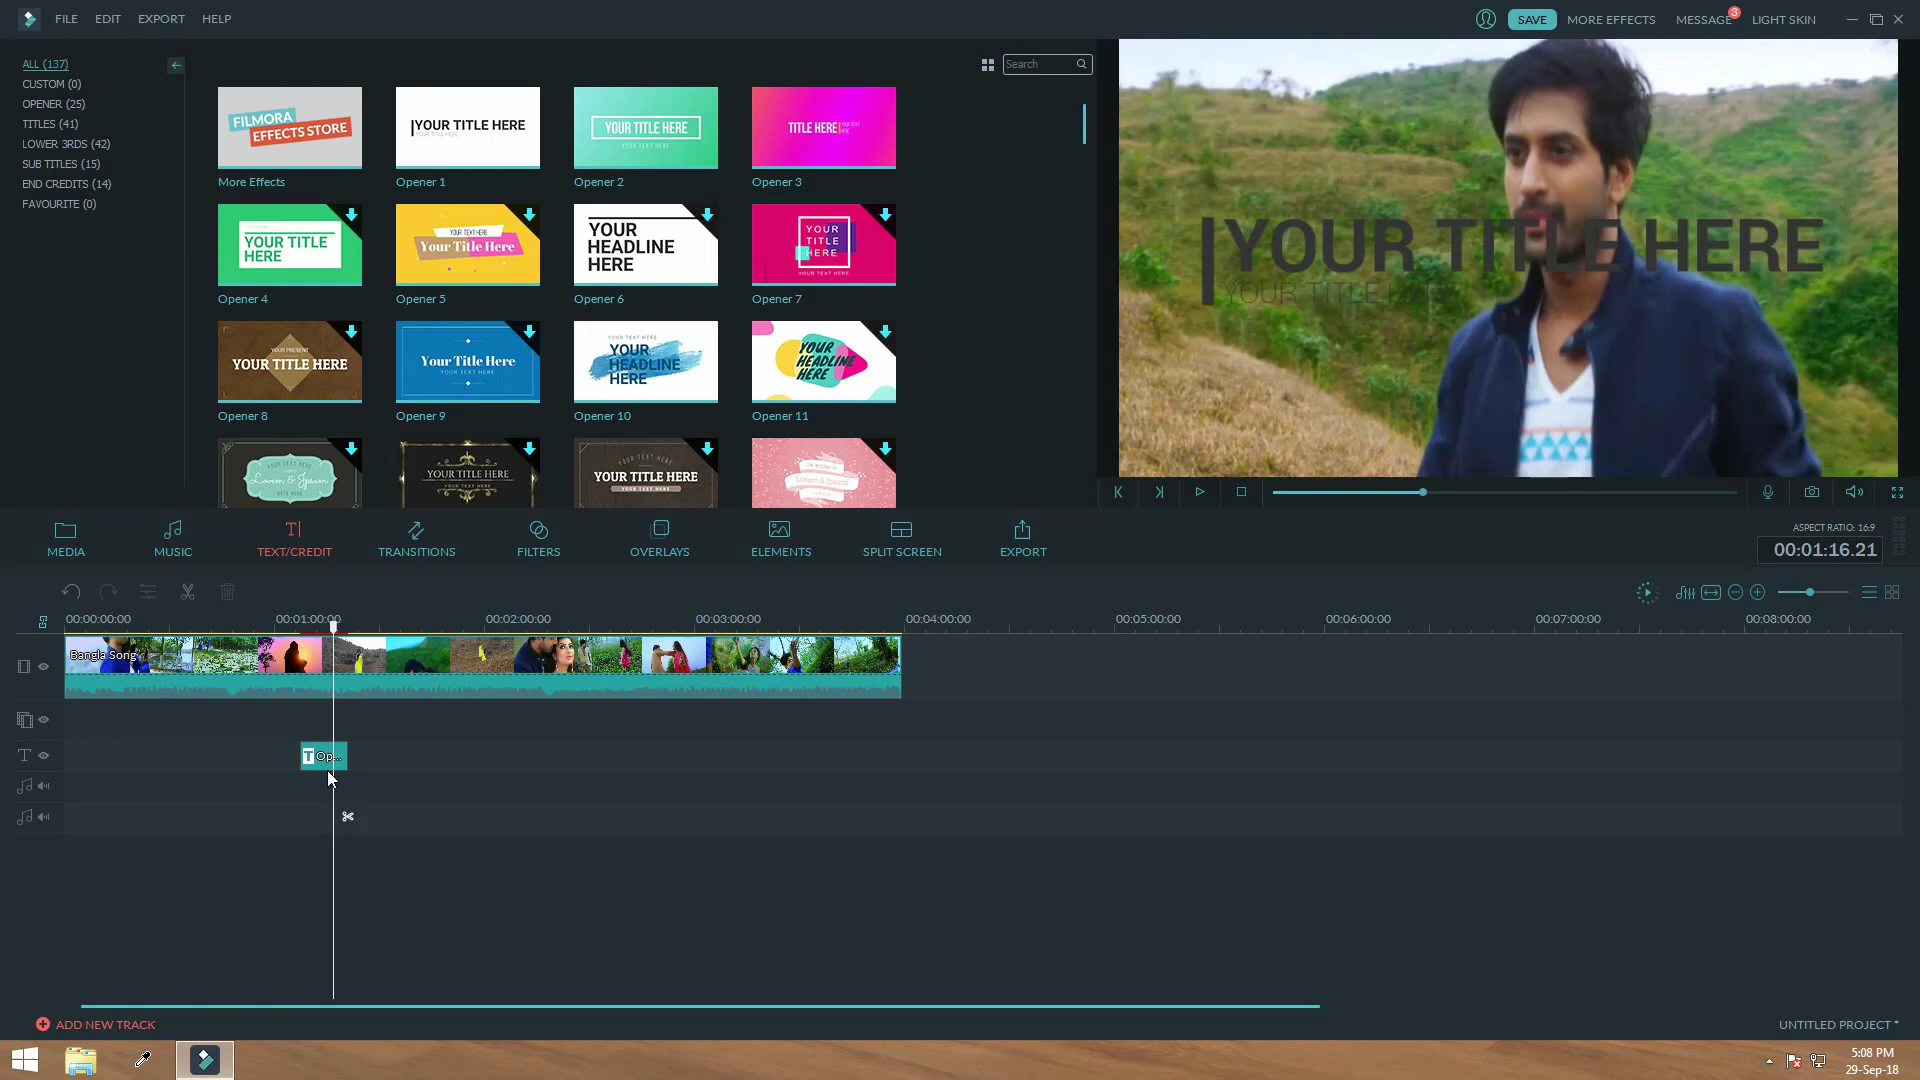 FILE EDIT EXPORT HELP
SAVE MORE EFFECTS MESSAGE 3 LIGHT SKIN
ALL (137)
CUSTOM (0)
OPENER (25)
TITLES (41)
LOWER 3RDS (42)
SUB TITLES (15)
END CREDITS (14)
FAVOURITE (0)
Search
FILMORA
EFFECTS STORE
YOUR TITLE HERE
YOUR TITLE HERE
YOUR TEXT HERE
TITLE HERE
More Effects Opener 1 Opener 2 Opener 3
YOUR TITLE
HERE
YOUR TEXT HERE
Your Title Here
YOUR
HEADLINE
HERE
YOUR
TITLE
HERE
YOUR TEXT HERE
Opener 4 Opener 5 Opener 6 Opener 7
YOUR PRESENT
YOUR TITLE HERE
Your Title Here
YOUR TEXT HERE
YOUR TEXT HERE
YOUR
HEADLINE
HERE
YOUR
HEADLINE
HERE
Opener 8 Opener 9 Opener 10 Opener 11
YOUR TEXT HERE
Lorem & Ipsum
DATE HERE
YOUR TITLE HERE
YOUR TEXT HERE
YOUR TEXT HERE
YOUR TITLE HERE
YOUR TEXT HERE
Lorem & Ipsum
YOUR TITLE HERE
YOUR TITLE HERE
MEDIA MUSIC TEXT/CREDIT TRANSITIONS FILTERS OVERLAYS ELEMENTS SPLIT SCREEN EXPORT
ASPECT RATIO: 16:9
00:01:16.21
00:00:00:00 00:01:00:00 00:02:00:00 00:03:00:00 00:04:00:00 00:05:00:00 00:06:00:00 00:07:00:00 00:08:00:00
Bangla Song
T Op...
ADD NEW TRACK
UNTITLED PROJECT *
5:08 PM
29-Sep-18